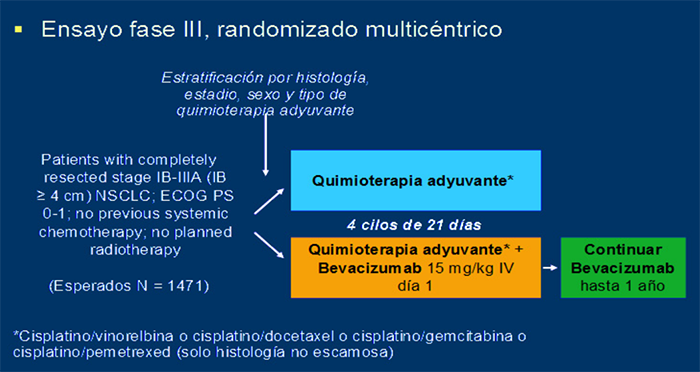 Ensayo fase III, randomizado multicéntrico
Estratificación por histología,
estadio, sexo y tipo de
quimioterapia adyuvante
Patients with completely
resected stage IB-IIIA (IB
≥ 4 cm) NSCLC; ECOG PS
0-1; no previous systemic
chemotherapy; no planned
radiotherapy
(Esperados N = 1471)
Quimioterapia adyuvante*
4 cilos de 21 días
Quimioterapia adyuvante* +
Bevacizumab 15 mg/kg IV
día 1
Continuar
Bevacizumab
hasta 1 año
*Cisplatino/vinorelbina o cisplatino/docetaxel o cisplatino/gemcitabina o
cisplatino/pemetrexed (solo histología no escamosa)